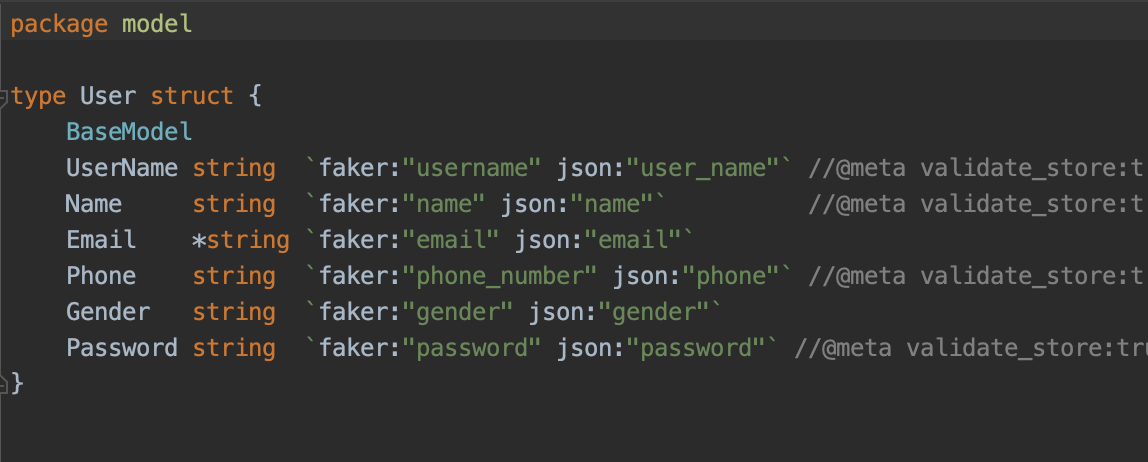 package model
type User struct {
BaseModel
UserName string `faker:"username" json:"user_name"` //@meta validate_store:t
Name string `faker:"name" json:"name"` //@meta validate_store:t
Email *string `faker:"email" json:"email"`
Phone string `faker:"phone_number" json:"phone"` //@meta validate_store:t
Gender string `faker:"gender" json:"gender"`
Password string `faker:"password" json:"password"` //@meta validate_store:tru
}